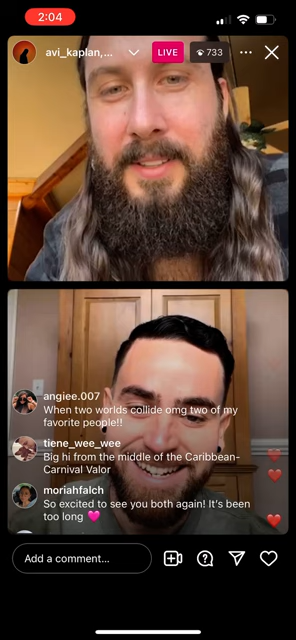 2:04
avi_kaplan,...
LIVE
733
angiee.007
When two worlds collide omg two of my
favorite people!!
tiene_wee_wee
Big hi from the middle of the Caribbean-
Carnival Valor
moriahfalch
So excited to see you both again! It's been
too long 💗
Add a comment...